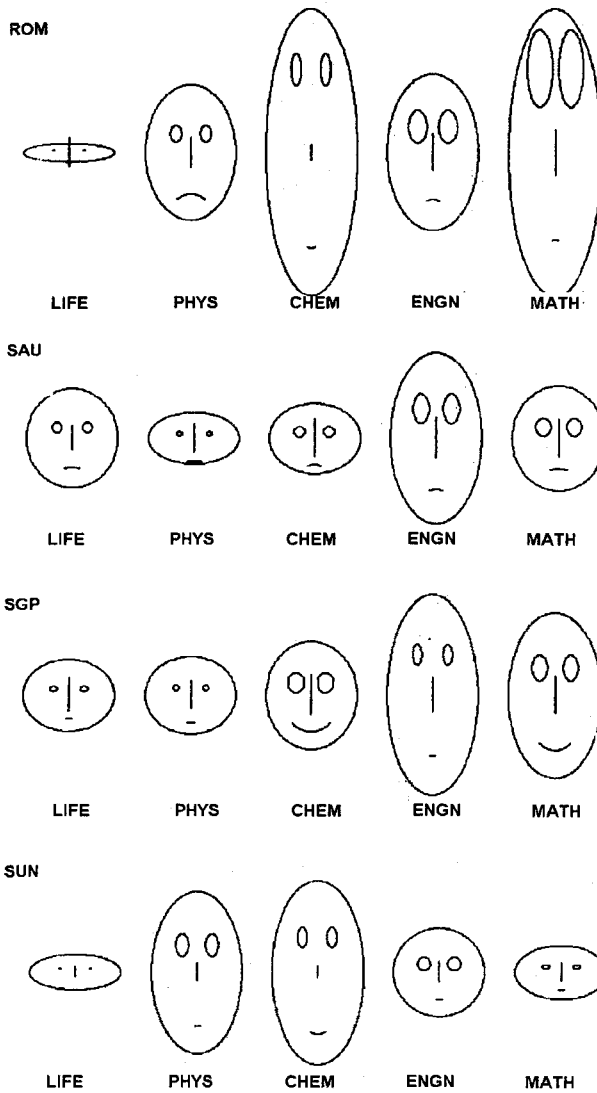 ROM
LIFE PHYS CHEM ENGN MATH
SAU
LIFE PHYS CHEM ENGN MATH
SGP
LIFE PHYS CHEM ENGN MATH
SUN
LIFE PHYS CHEM ENGN MATH